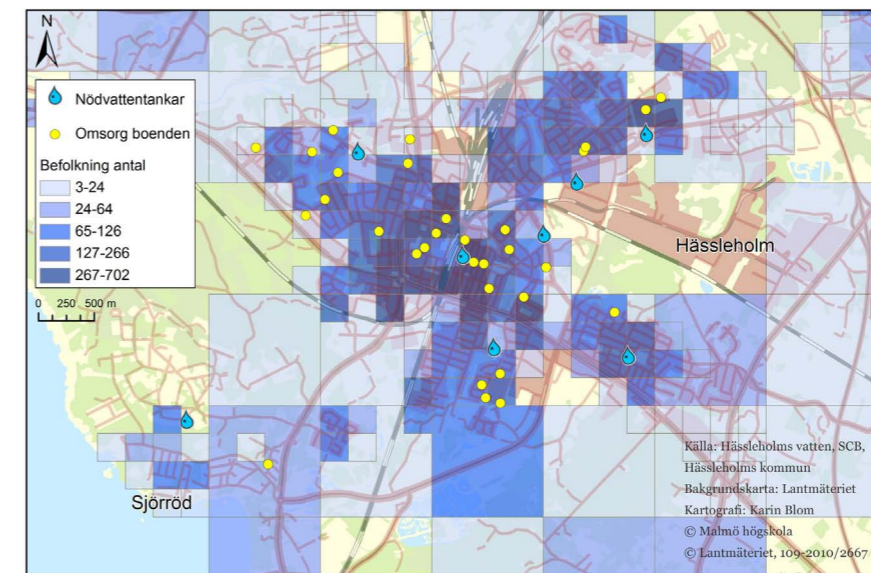 N
Nödvattentankar
Omsorg boenden
Befolkning antal
3-24
24-64
65-126
127-266
267-702
0 250 500 m
Hässleholm
Sjörröd
Källa: Hässleholms vatten, SCB,
Hässleholms kommun
Bakgrundskarta: Lantmäteriet
Kartografi: Karin Blom
© Malmö högskola
© Lantmäteriet, 109-2010/2667